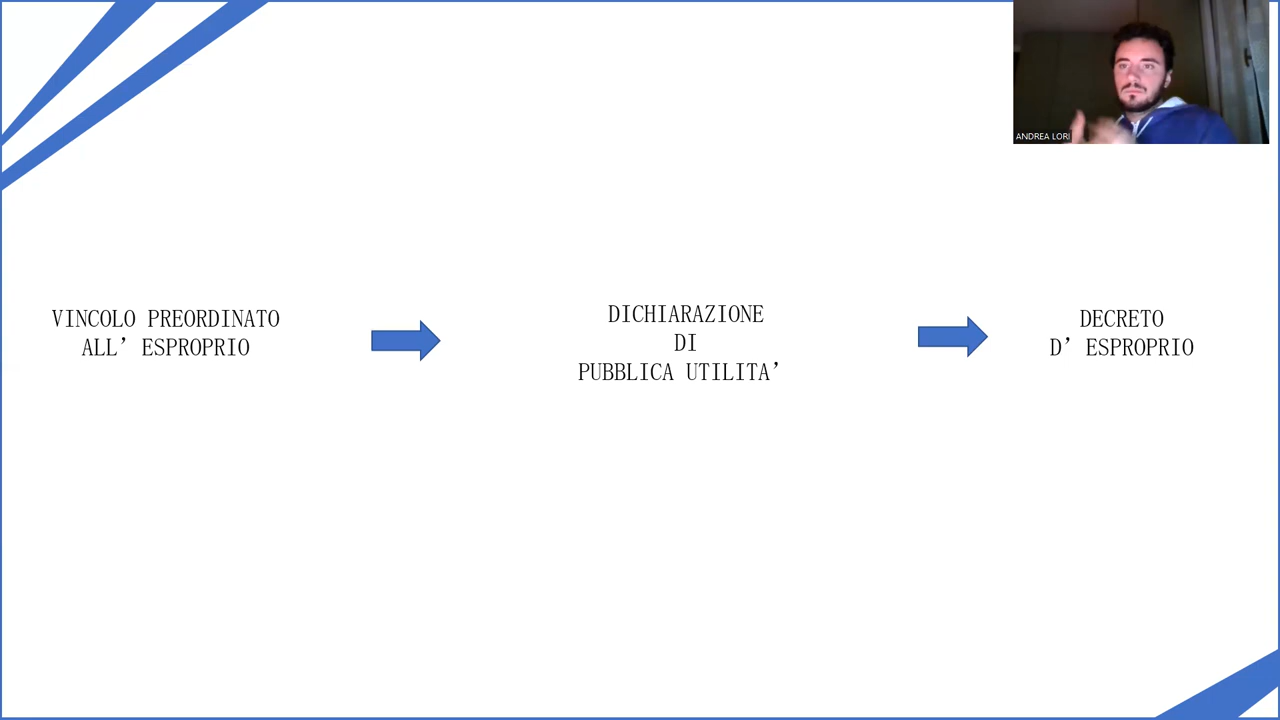 ANDREA LORI
VINCOLO PREORDINATO
ALL’ ESPROPRIO
DICHIARAZIONE
DI
PUBBLICA UTILITA’
DECRETO
D’ ESPROPRIO